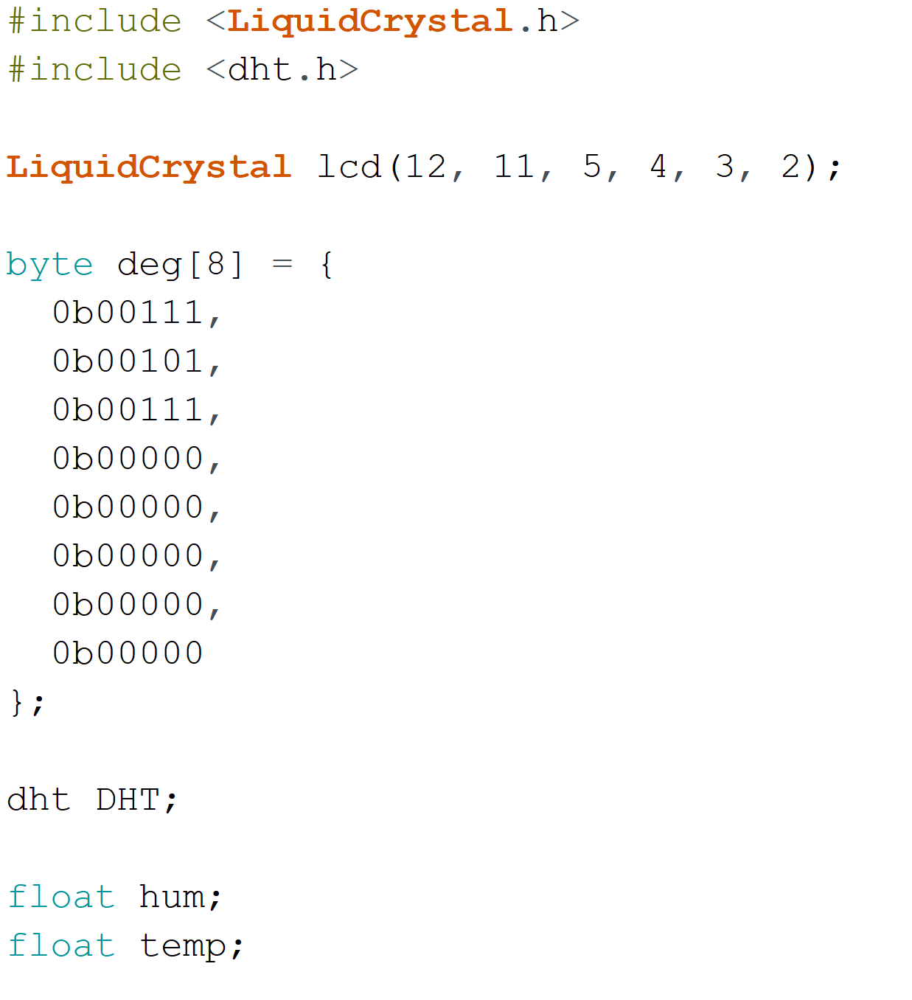 #include <LiquidCrystal.h>
#include <dht.h>
LiquidCrystal lcd(12, 11, 5, 4, 3, 2);
byte deg[8] = {
  0b00111,
  0b00101,
  0b00111,
  0b00000,
  0b00000,
  0b00000,
  0b00000,
  0b00000
};
dht DHT;
float hum;
float temp;